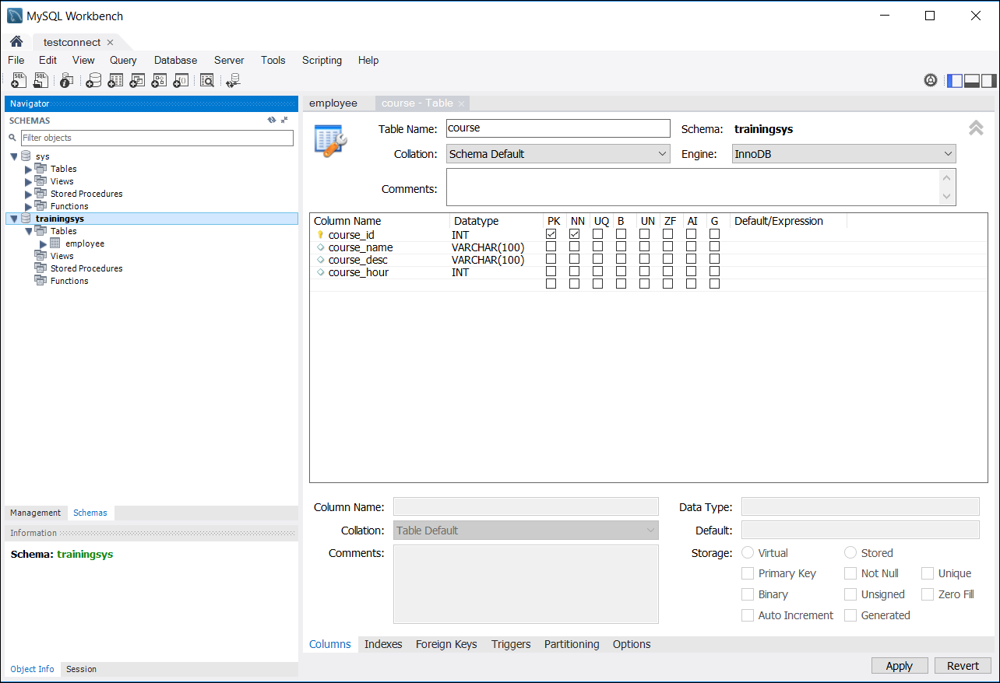 MySQL Workbench
testconnect
File Edit View Query Database Server Tools Scripting Help
Navigator
SCHEMAS
Filter objects
sys
Tables
Views
Stored Procedures
Functions
trainingsys
Tables
employee
Views
Stored Procedures
Functions
Management Schemas
Information
Schema: trainingsys
Object Info Session
employee course - Table
Table Name: course Schema: trainingsys
Collation: Schema Default Engine: InnoDB
Comments:
Column Name Datatype PK NN UQ B UN ZF AI G Default/Expression
course_id INT
course_name VARCHAR(100)
course_desc VARCHAR(100)
course_hour INT
Column Name: Data Type:
Collation: Table Default Default:
Comments: Storage: Virtual Stored
Primary Key Not Null Unique
Binary Unsigned Zero Fill
Auto Increment Generated
Columns Indexes Foreign Keys Triggers Partitioning Options
Apply Revert